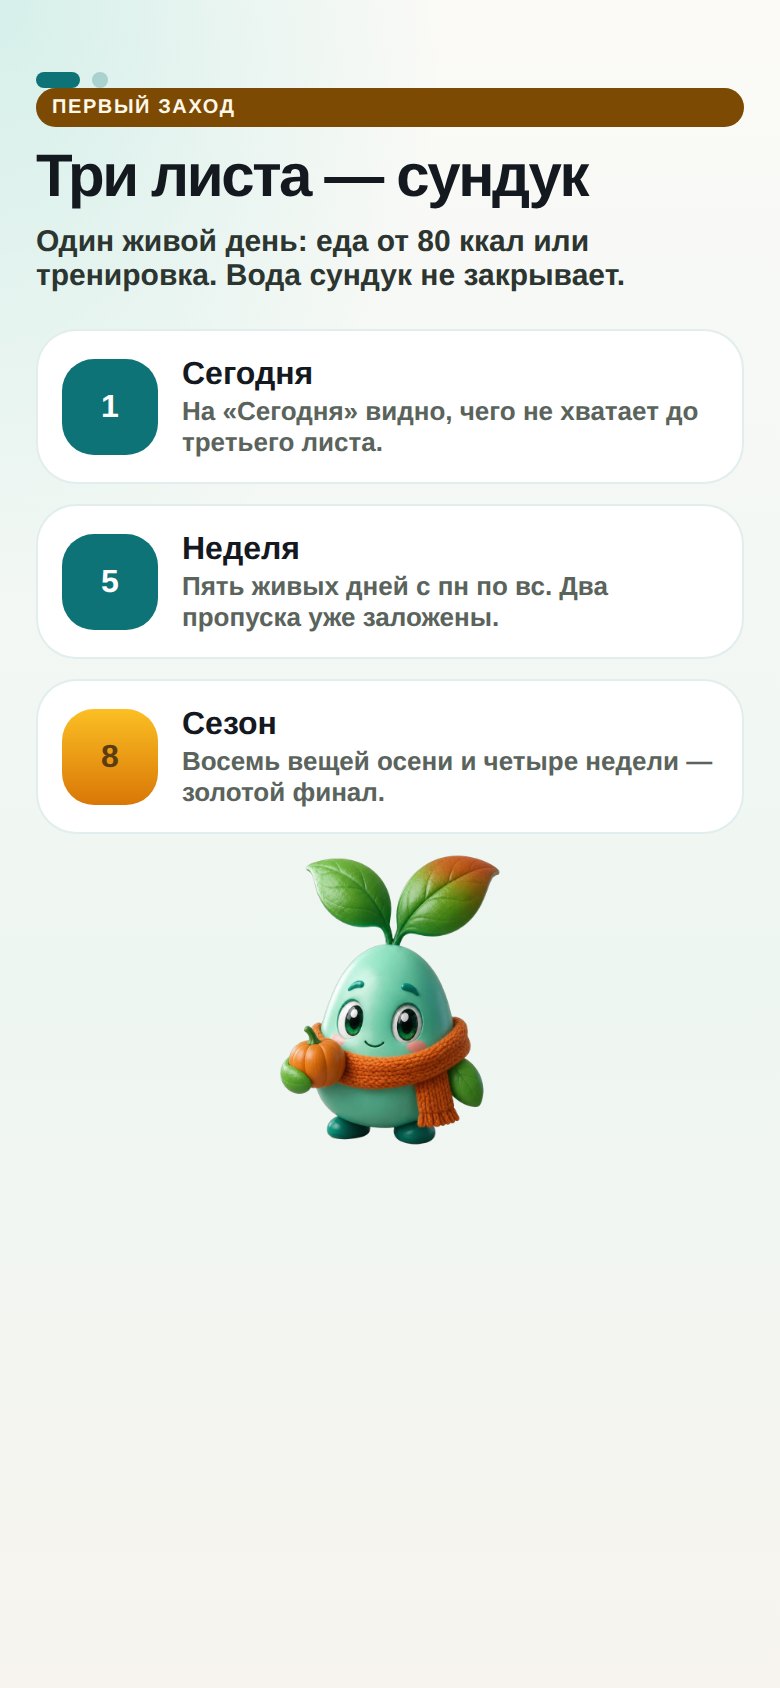 ПЕРВЫЙ ЗАХОД
Три листа — сундук
Один живой день: еда от 80 ккал или
тренировка. Вода сундук не закрывает.
1
Сегодня
На «Сегодня» видно, чего не хватает до
третьего листа.
5
Неделя
Пять живых дней с пн по вс. Два
пропуска уже заложены.
8
Сезон
Восемь вещей осени и четыре недели —
золотой финал.